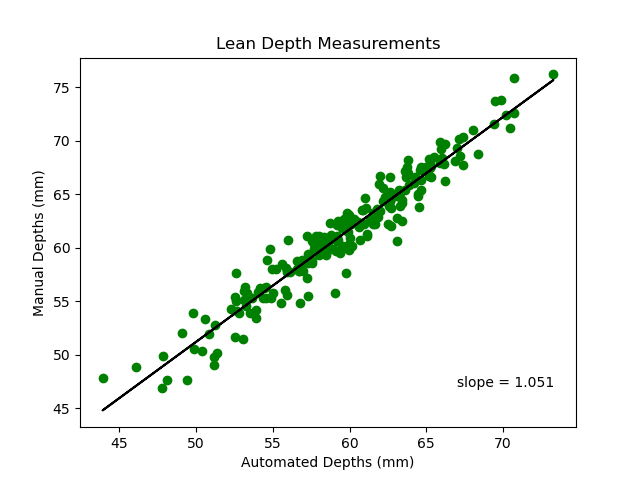 Lean Depth Measurements
75
70
65
60
55
50
45
Manual Depths (mm)
slope = 1.051
45 50 55 60 65 70
Automated Depths (mm)